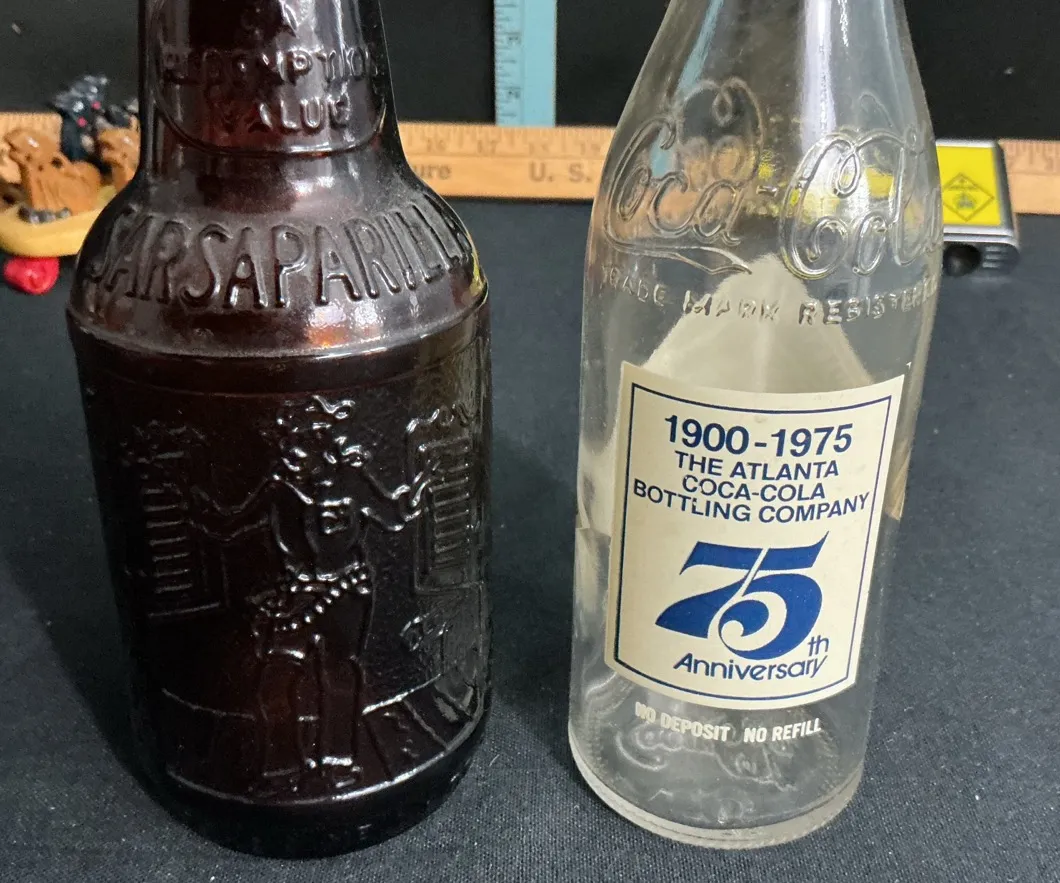 REDEMPTION
VALUE
SARSAPARILLA
U. S.
Coca-Cola
TRADE MARK REGISTERED
1900-1975
THE ATLANTA
COCA-COLA
BOTTLING COMPANY
75th
Anniversary
NO DEPOSIT NO REFILL